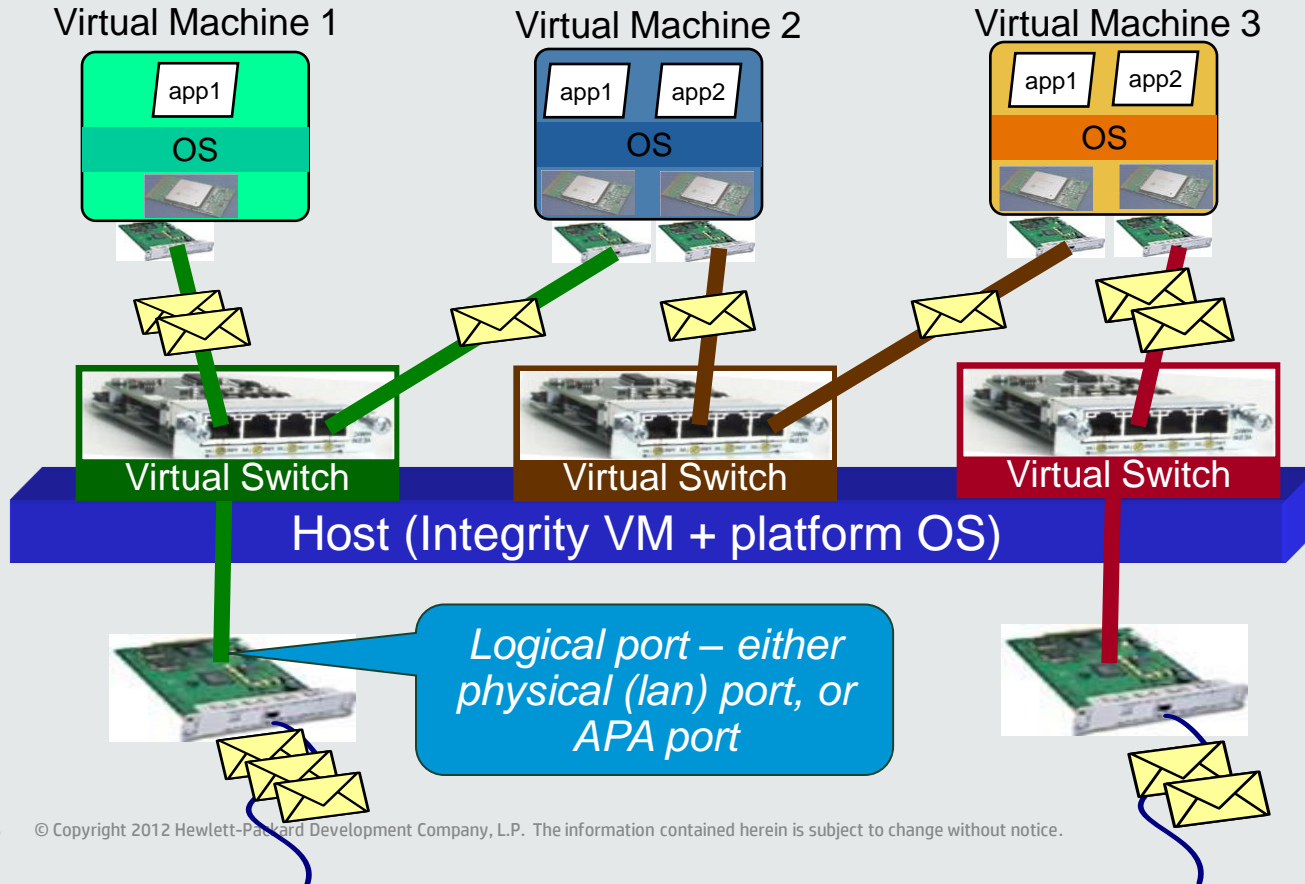 Virtual Machine 1
Virtual Machine 2
Virtual Machine 3
app1
app1
app2
app1
app2
OS
OS
OS
Virtual Switch
Virtual Switch
Virtual Switch
Host (Integrity VM + platform OS)
Logical port – either
physical (lan) port, or
APA port
© Copyright 2012 Hewlett-Packard Development Company, L.P. The information contained herein is subject to change without notice.